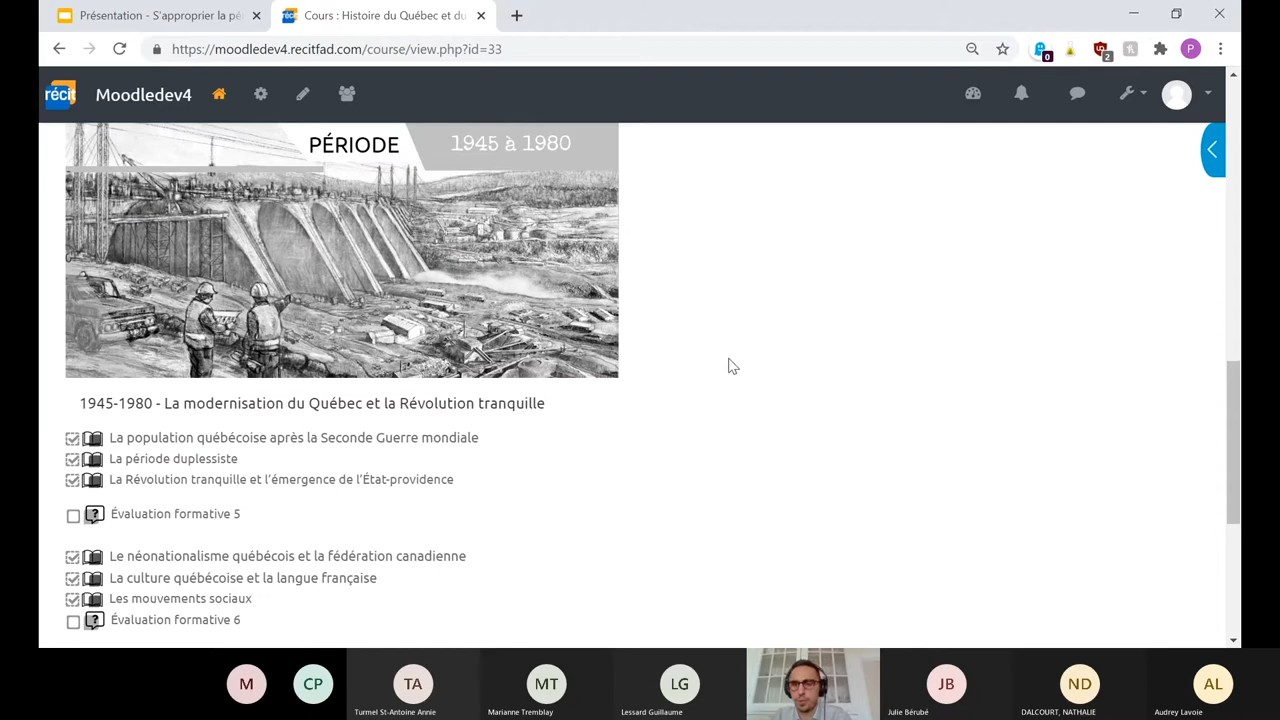 Présentation - S'approprier la pé
Cours : Histoire du Québec et du
https://moodledev4.recitfad.com/course/view.php?id=33
0
2
P
récit
Moodledev4
PÉRIODE
1945 à 1980
1945-1980 - La modernisation du Québec et la Révolution tranquille
La population québécoise après la Seconde Guerre mondiale
La période duplessiste
La Révolution tranquille et l'émergence de l'État-providence
? Évaluation formative 5
Le néonationalisme québécois et la fédération canadienne
La culture québécoise et la langue française
Les mouvements sociaux
? Évaluation formative 6
M
CP
TA
MT
LG
JB
ND
AL
Turmel St-Antoine Annie
Marianne Tremblay
Lessard Guillaume
Julie Bérubé
DALCOURT, NATHALIE
Audrey Lavoie